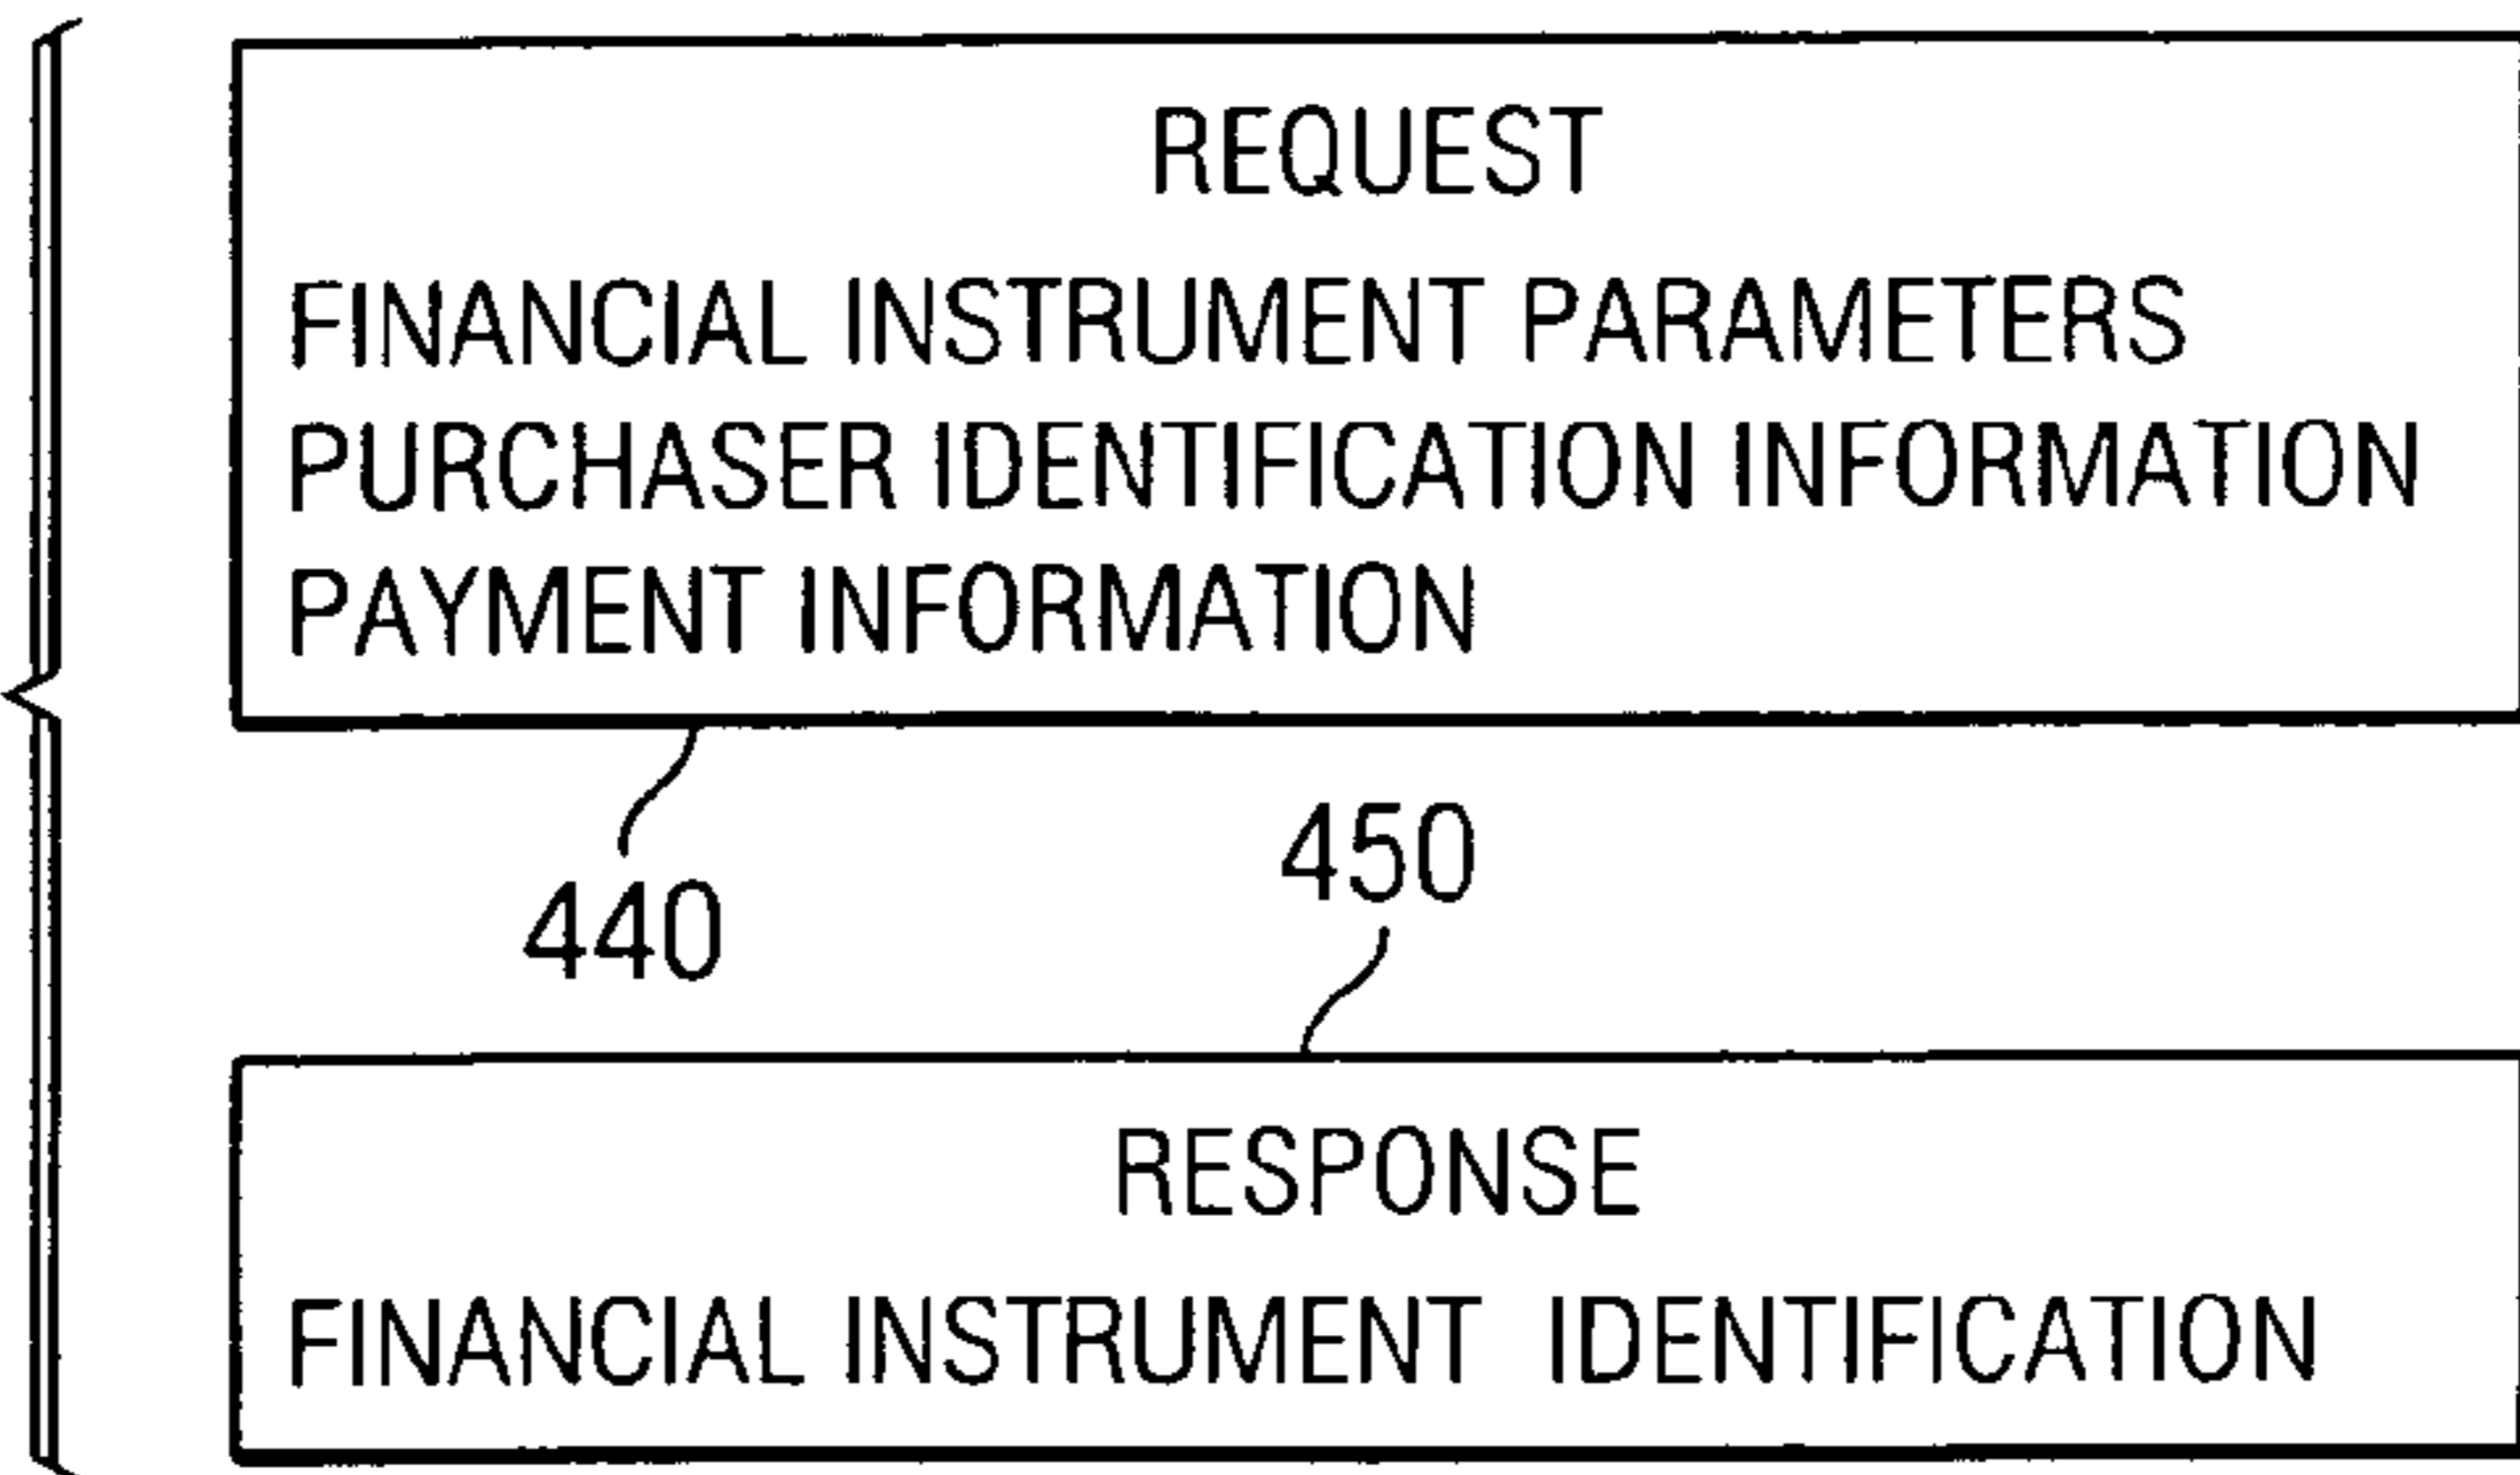 REQUEST
FINANCIAL INSTRUMENT PARAMETERS
PURCHASER IDENTIFICATION INFORMATION
PAYMENT INFORMATION
440
450
RESPONSE
FINANCIAL INSTRUMENT IDENTIFICATION